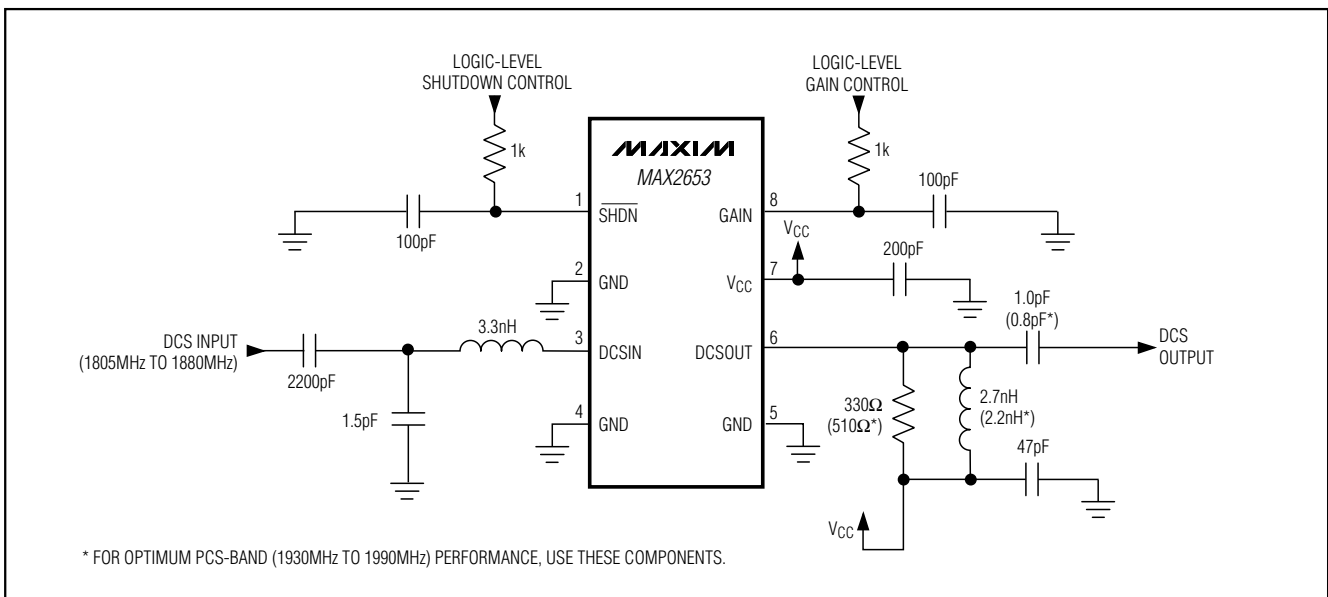 LOGIC-LEVEL
SHUTDOWN CONTROL
LOGIC-LEVEL
GAIN CONTROL
1k
1k
MAXIM
MAX2653
100pF
1
SHDN
GAIN
8
100pF
VCC
200pF
2
GND
VCC
7
DCS INPUT
(1805MHz TO 1880MHz)
2200pF
3.3nH
3
DCSIN
DCSOUT
6
1.0pF
(0.8pF*)
DCS
OUTPUT
1.5pF
4
GND
GND
5
330Ω
(510Ω*)
2.7nH
(2.2nH*)
47pF
VCC
* FOR OPTIMUM PCS-BAND (1930MHz TO 1990MHz) PERFORMANCE, USE THESE COMPONENTS.